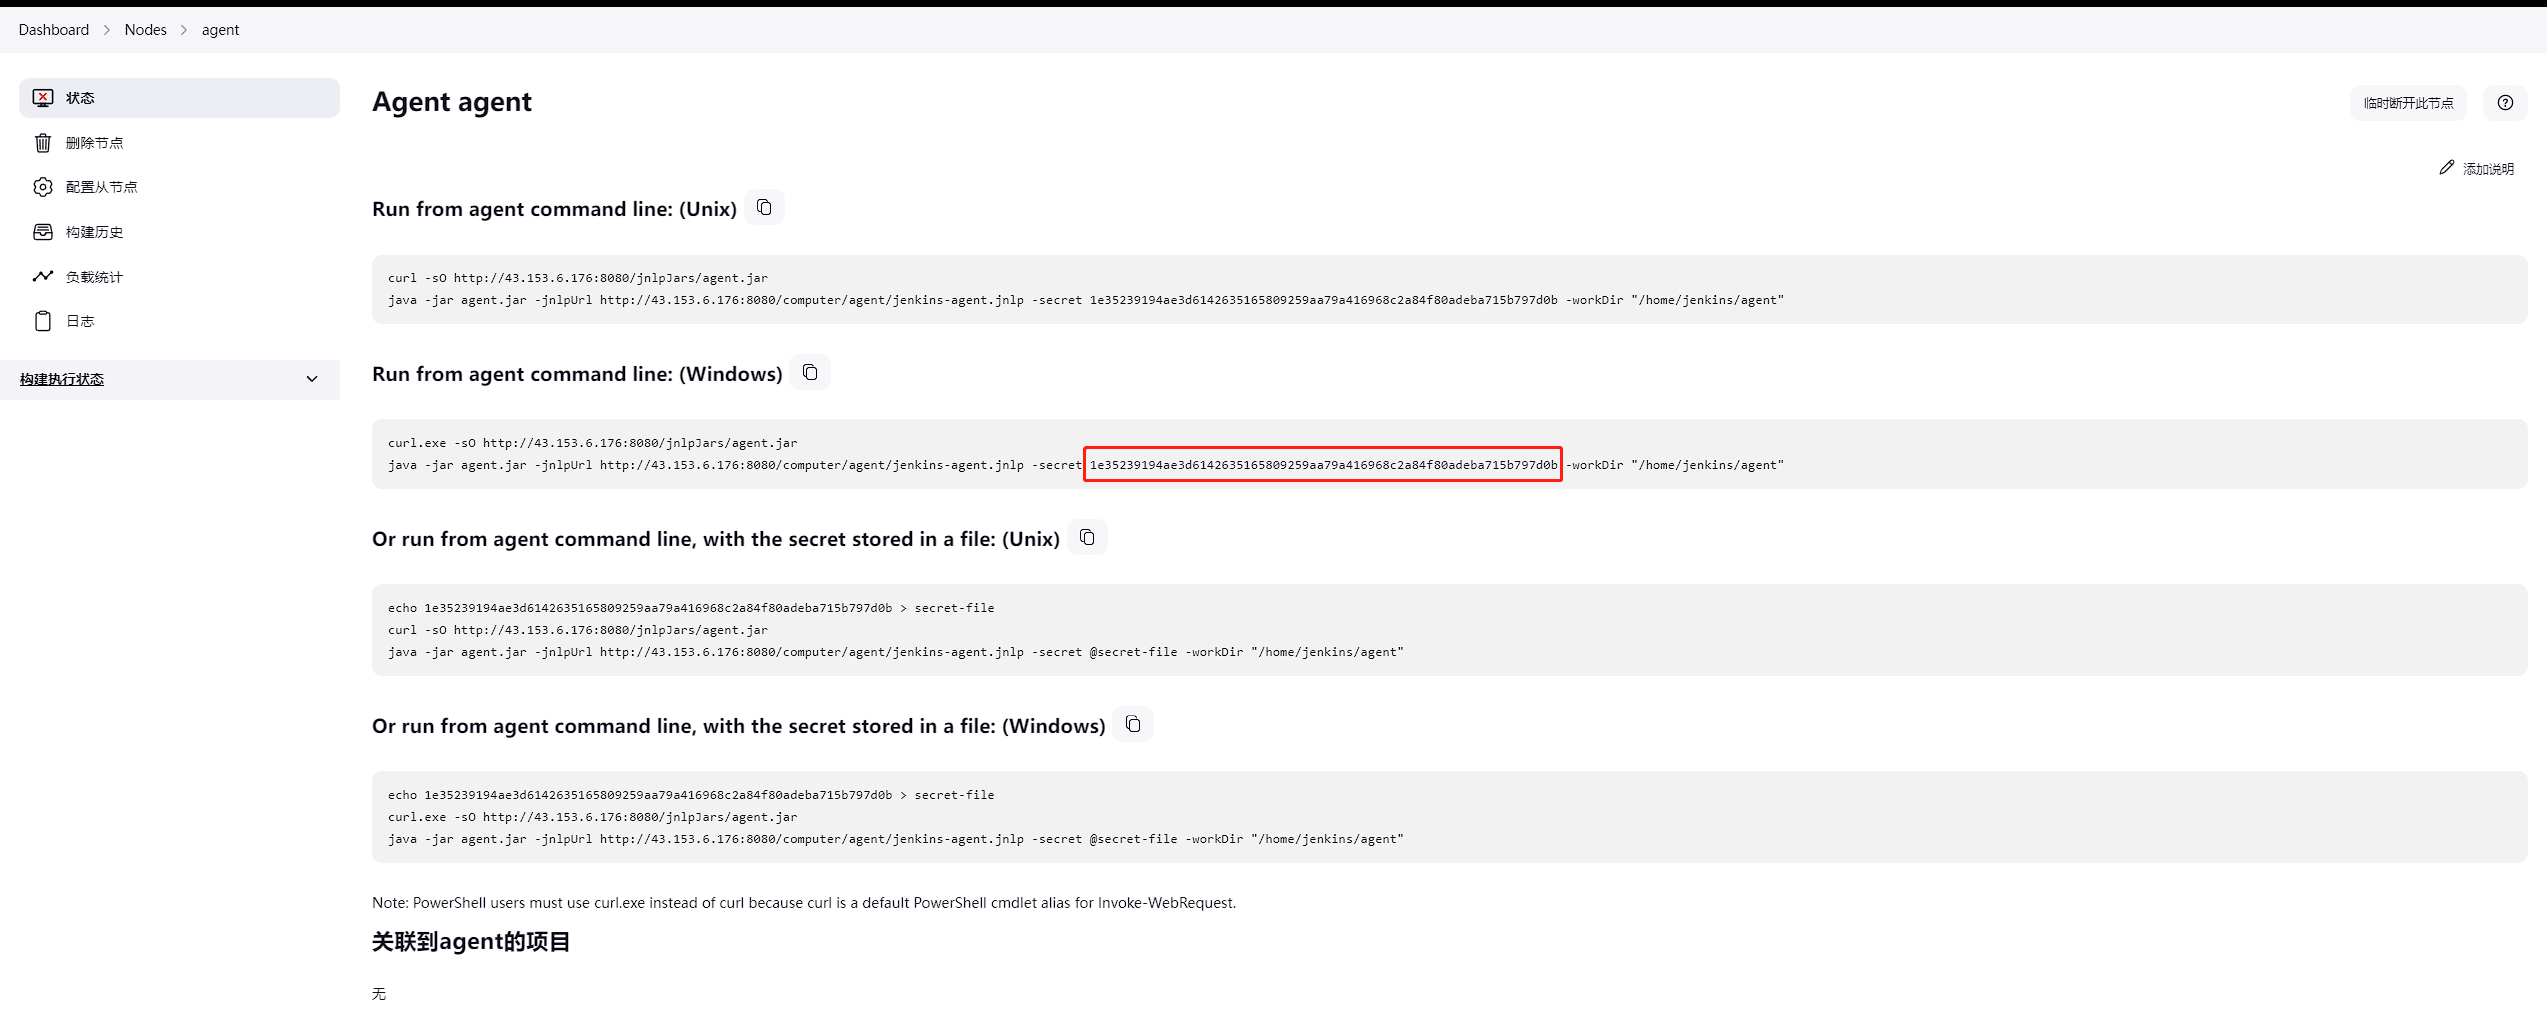 Dashboard > Nodes > agent
状态
删除节点
配置从节点
构建历史
负载统计
日志
构建执行状态
Agent agent
临时断开此节点
添加说明
Run from agent command line: (Unix)
curl -sO http://43.153.6.176:8080/jnlpJars/agent.jar
java -jar agent.jar -jnlpUrl http://43.153.6.176:8080/computer/agent/jenkins-agent.jnlp -secret 1e35239194ae3d6142635165809259aa79a416968c2a84f80adeba715b797d0b -workDir "/home/jenkins/agent"
Run from agent command line: (Windows)
curl.exe -sO http://43.153.6.176:8080/jnlpJars/agent.jar
java -jar agent.jar -jnlpUrl http://43.153.6.176:8080/computer/agent/jenkins-agent.jnlp -secret 1e35239194ae3d6142635165809259aa79a416968c2a84f80adeba715b797d0b -workDir "/home/jenkins/agent"
Or run from agent command line, with the secret stored in a file: (Unix)
echo 1e35239194ae3d6142635165809259aa79a416968c2a84f80adeba715b797d0b > secret-file
curl -sO http://43.153.6.176:8080/jnlpJars/agent.jar
java -jar agent.jar -jnlpUrl http://43.153.6.176:8080/computer/agent/jenkins-agent.jnlp -secret @secret-file -workDir "/home/jenkins/agent"
Or run from agent command line, with the secret stored in a file: (Windows)
echo 1e35239194ae3d6142635165809259aa79a416968c2a84f80adeba715b797d0b > secret-file
curl.exe -sO http://43.153.6.176:8080/jnlpJars/agent.jar
java -jar agent.jar -jnlpUrl http://43.153.6.176:8080/computer/agent/jenkins-agent.jnlp -secret @secret-file -workDir "/home/jenkins/agent"
Note: PowerShell users must use curl.exe instead of curl because curl is a default PowerShell cmdlet alias for Invoke-WebRequest.
关联到agent的项目
无